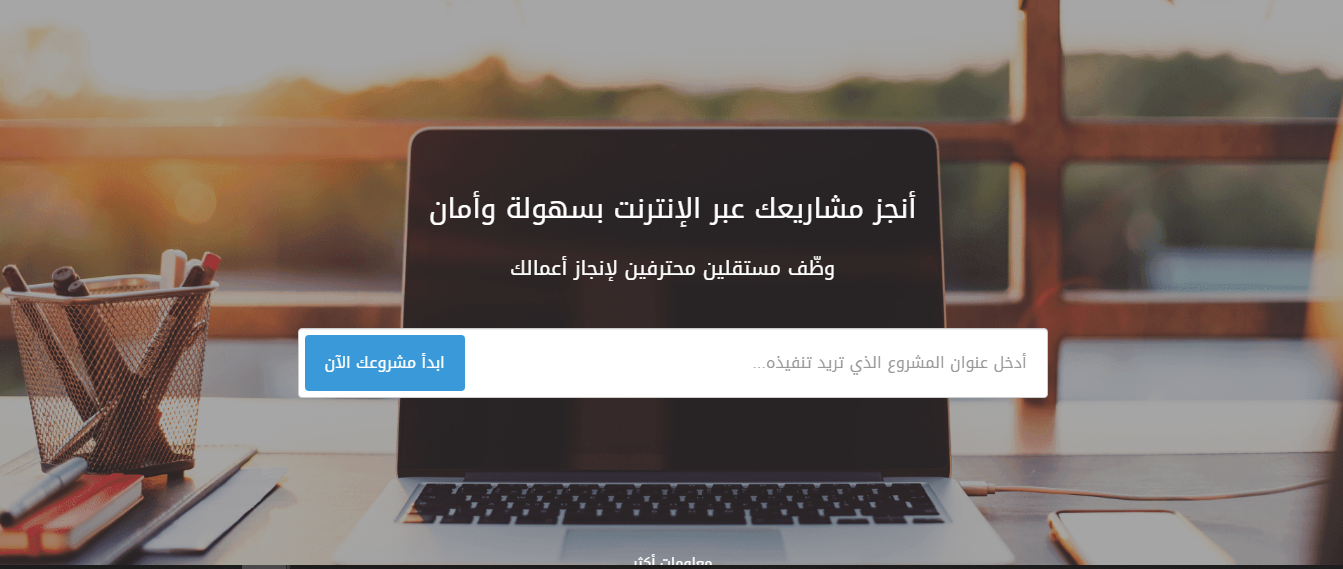 أنجز مشاريعك عبر الإنترنت بسهولة وأمان
وظّف مستقلين محترفين لإنجاز أعمالك
أدخل عنوان المشروع الذي تريد تنفيذه...
ابدأ مشروعك الآن
معلومات أكثر